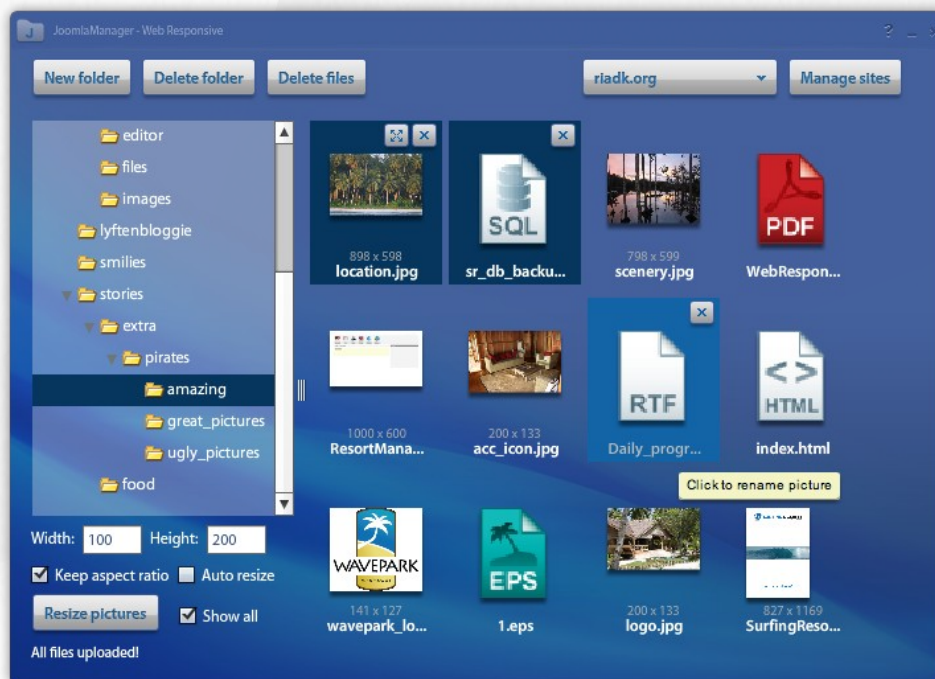 JoomlaManager - Web Responsive
?
New folder
Delete folder
Delete files
riadk.org
Manage sites
editor
files
images
lyftenbloggie
smilies
stories
extra
pirates
amazing
great_pictures
ugly_pictures
food
898 x 598
location.jpg
SQL
sr_db_backu...
798 x 599
scenery.jpg
PDF
WebRespon...
1000 x 600
ResortMana...
200 x 133
acc_icon.jpg
RTF
Daily_progr...
<> 
HTML
index.html
Click to rename picture
WAVEPARK
141 x 127
wavepark_lo...
EPS
1.eps
200 x 133
logo.jpg
827 x 1169
SurfingReso...
Width: 100 Height: 200
Keep aspect ratio Auto resize
Resize pictures Show all
All files uploaded!